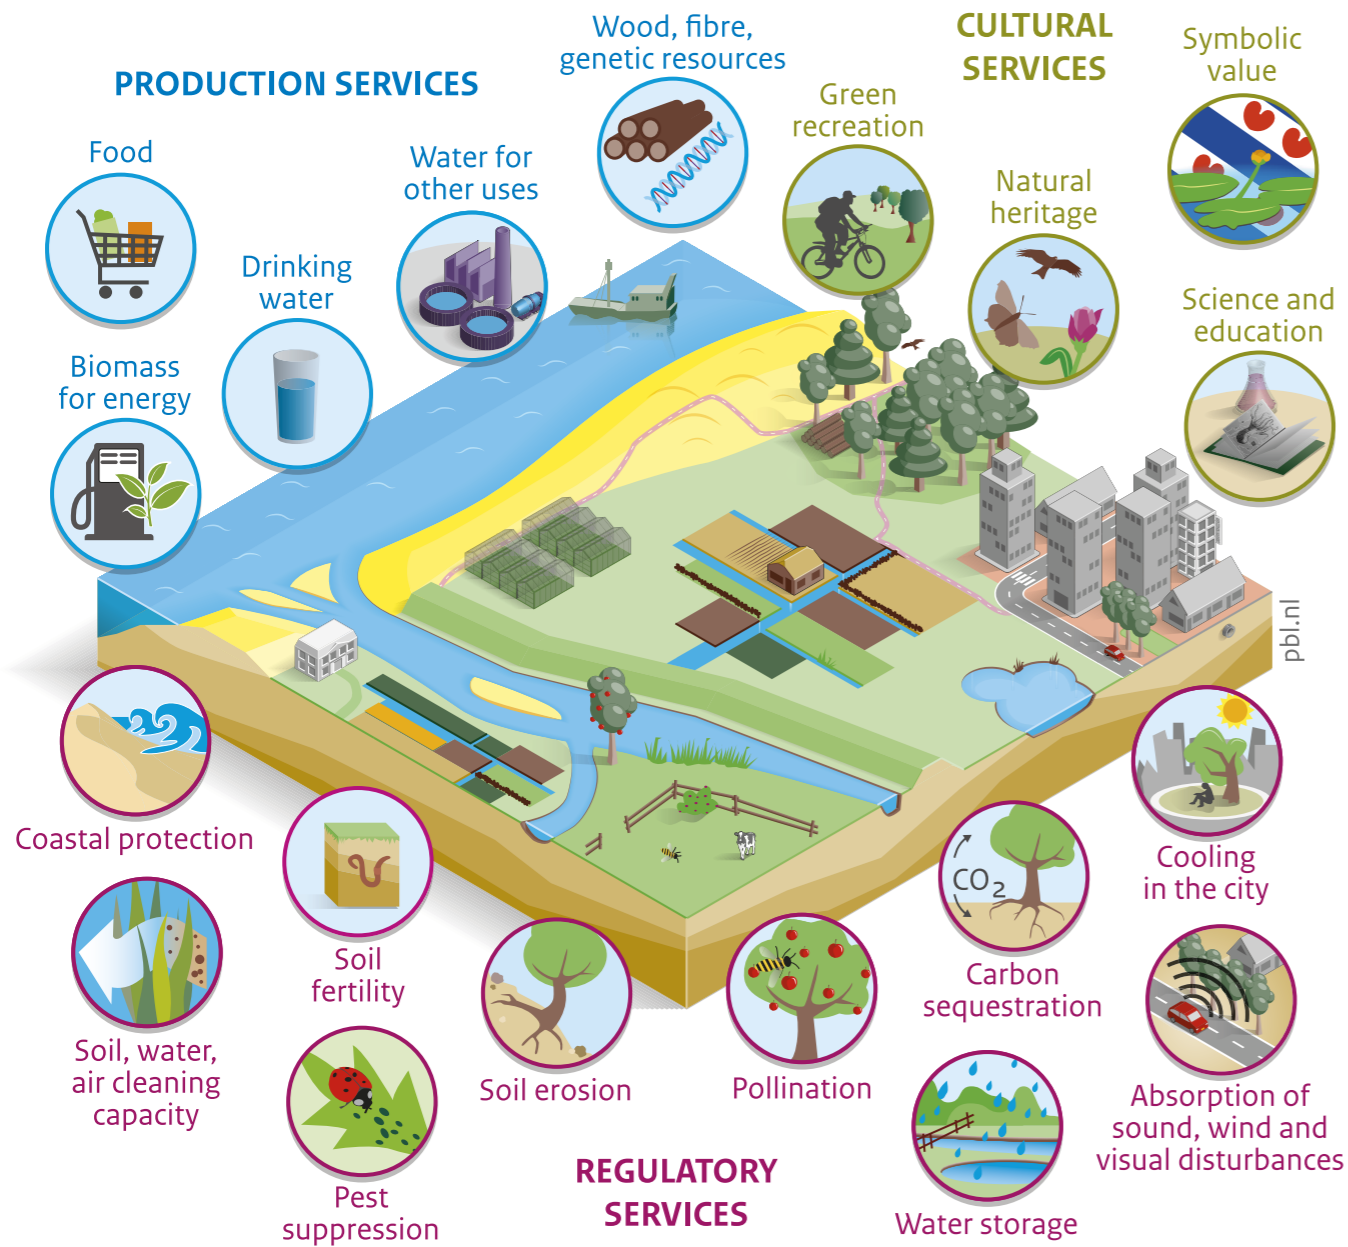 PRODUCTION SERVICES
Food
Drinking
water
Biomass
for energy
Water for
other uses
Wood, fibre,
genetic resources
CULTURAL
SERVICES
Green
recreation
Natural
heritage
Symbolic
value
Science and
education
pbl.nl
Coastal protection
Soil, water,
air cleaning
capacity
Soil
fertility
Pest
suppression
Soil erosion
Pollination
REGULATORY
SERVICES
CO2
Carbon
sequestration
Water storage
Cooling
in the city
Absorption of
sound, wind and
visual disturbances